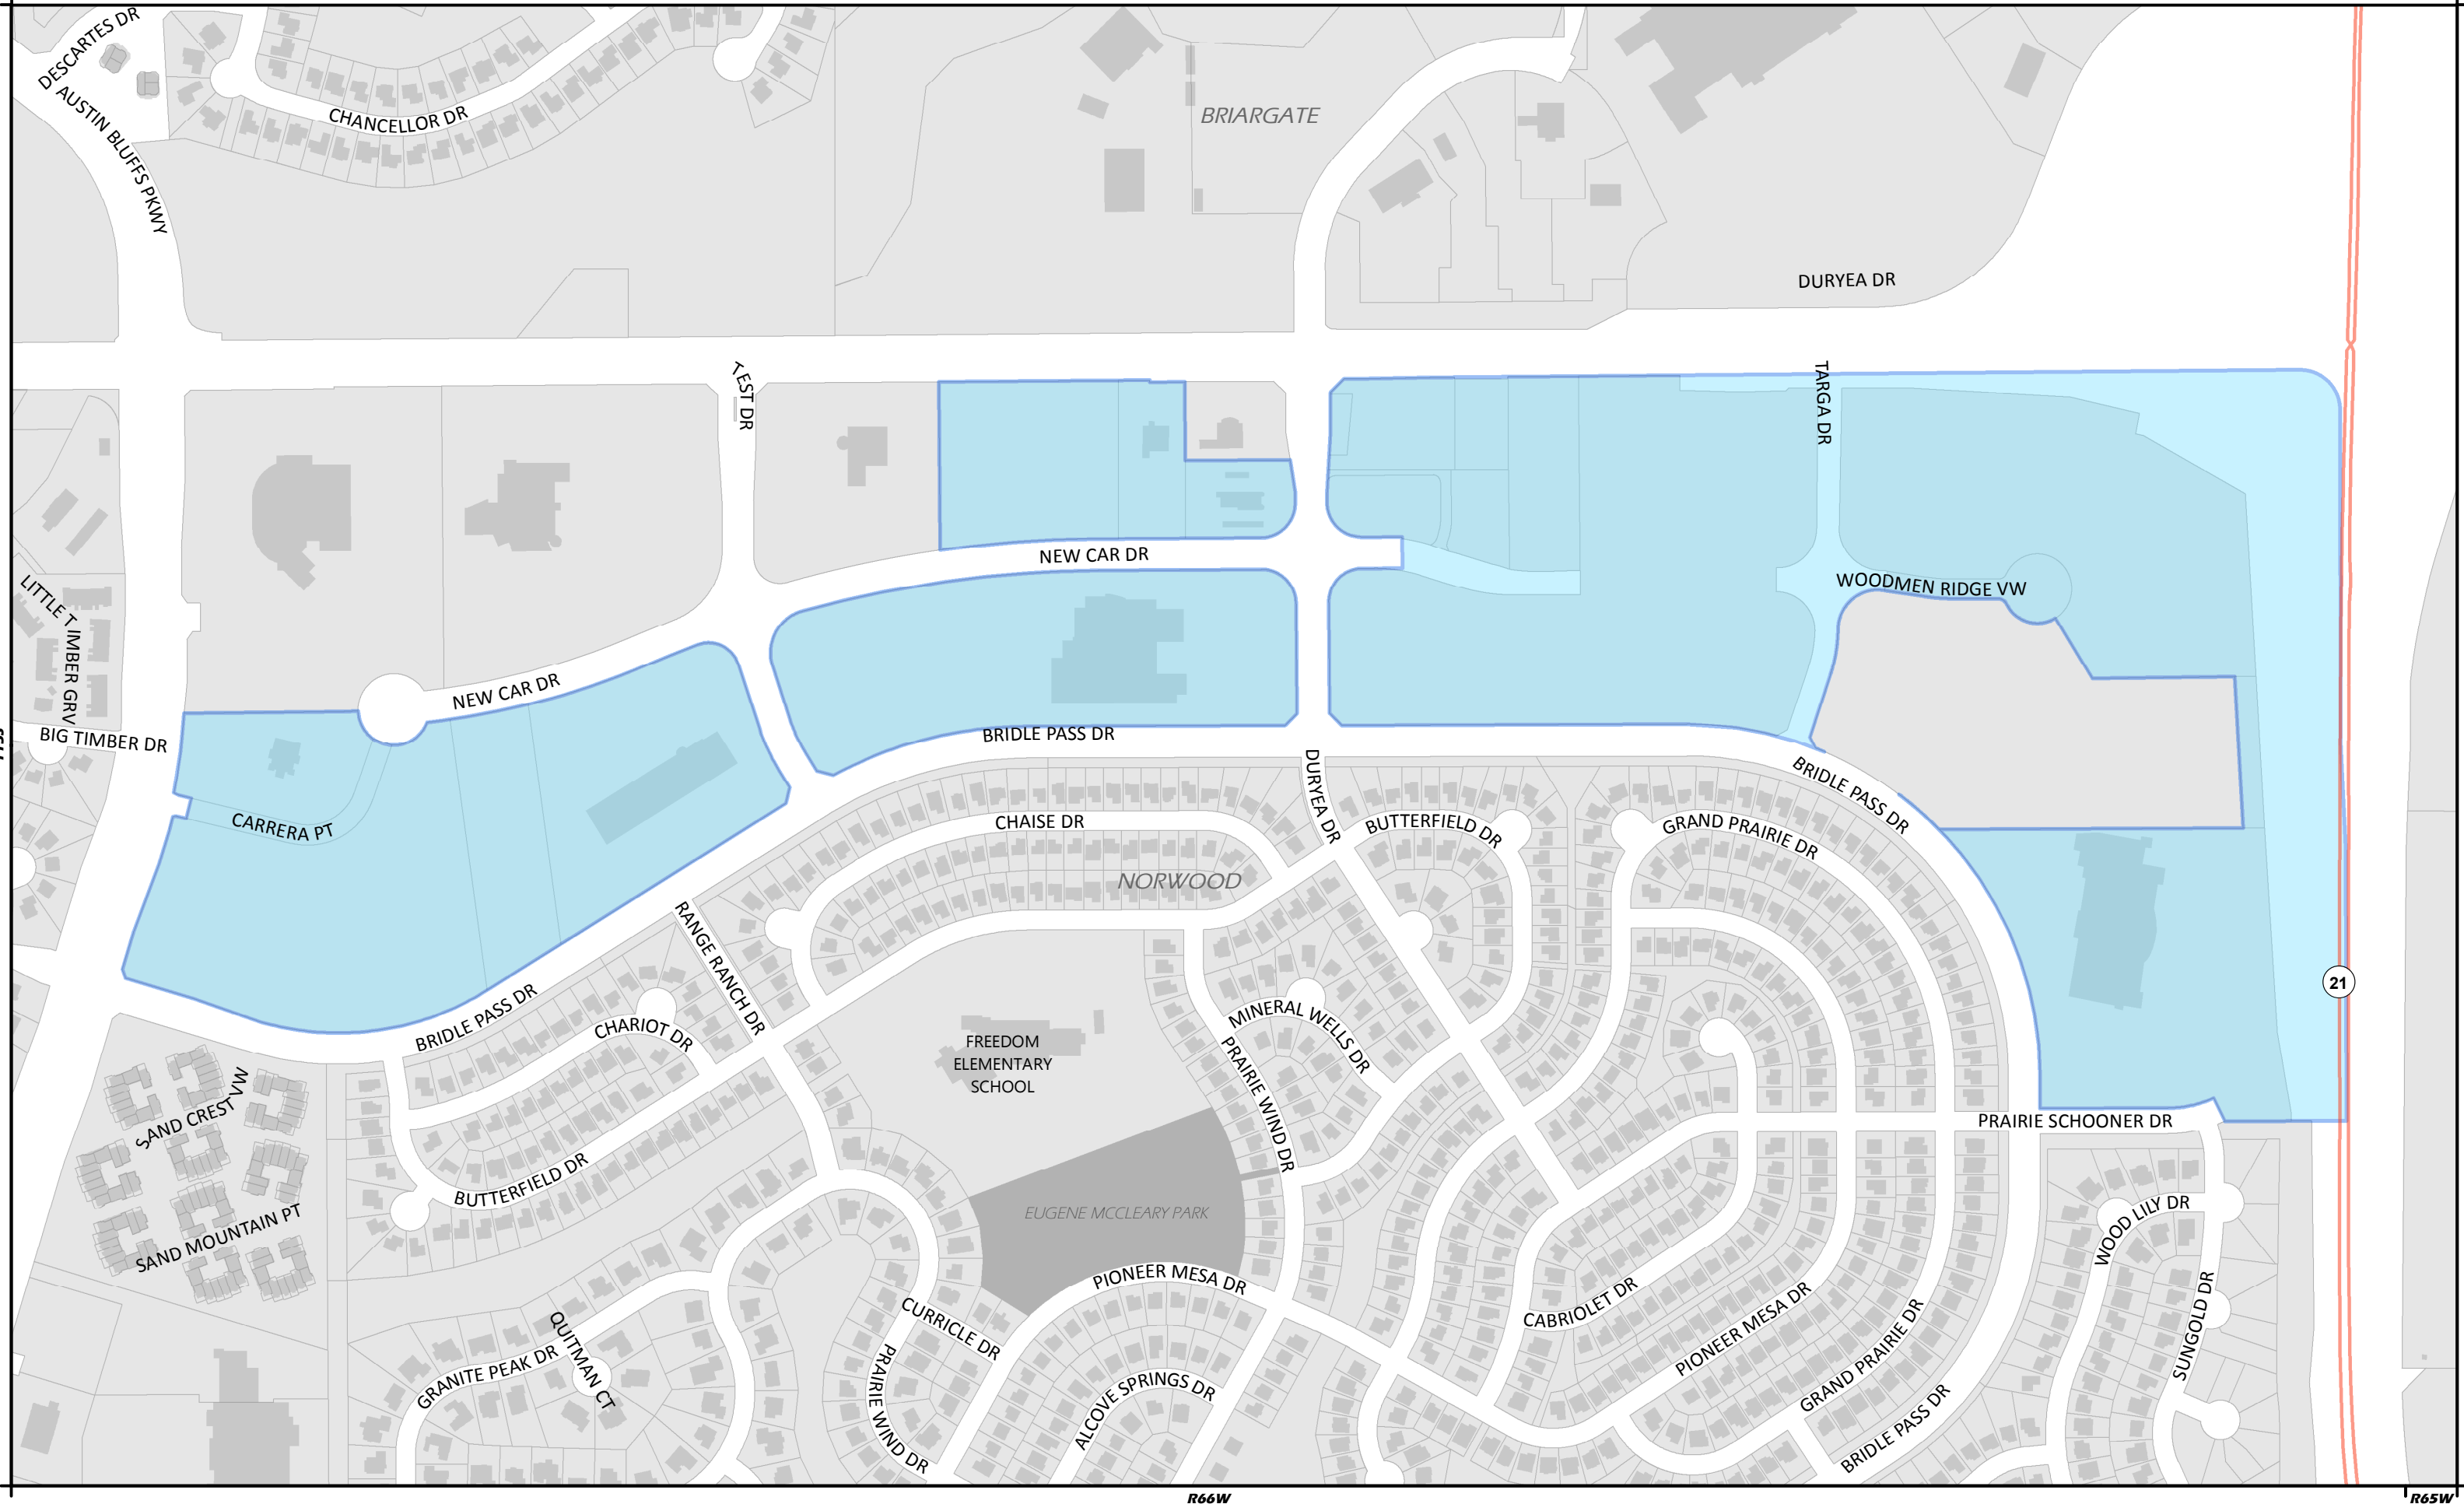 DESCARTES DR
D AUSTIN BLUFFS PKWY
CHANCELLOR DR
BRIARGATE
DURYEA DR
TEST DR
TARGA DR
NEW CAR DR
WOODMEN RIDGE VW
LITTLE TIMBER GRV
NEW CAR DR
BIG TIMBER DR
BRIDLE PASS DR
DURYEA DR
BRIDLE PASS DR
CARRERA PT
CHAISE DR
BUTTERFIELD DR
GRAND PRAIRIE DR
NORWOOD
RANGE RANCH DR
21
BRIDLE PASS DR
CHARIOT DR
MINERAL WELLS DR
FREEDOM
ELEMENTARY
SCHOOL
PRAIRIE WIND DR
SAND CREST VW
PRAIRIE SCHOONER DR
BUTTERFIELD DR
EUGENE MCCLEARY PARK
WOOD LILY DR
SAND MOUNTAIN PT
PIONEER MESA DR
CABRIOLET DR
PIONEER MESA DR
GRAND PRAIRIE DR
SUNGOLD DR
CURRICLE DR
QUITMAN CT
GRANITE PEAK DR
PRAIRIE WIND DR
ALCOVE SPRINGS DR
BRIDLE PASS DR
R66W
R65W